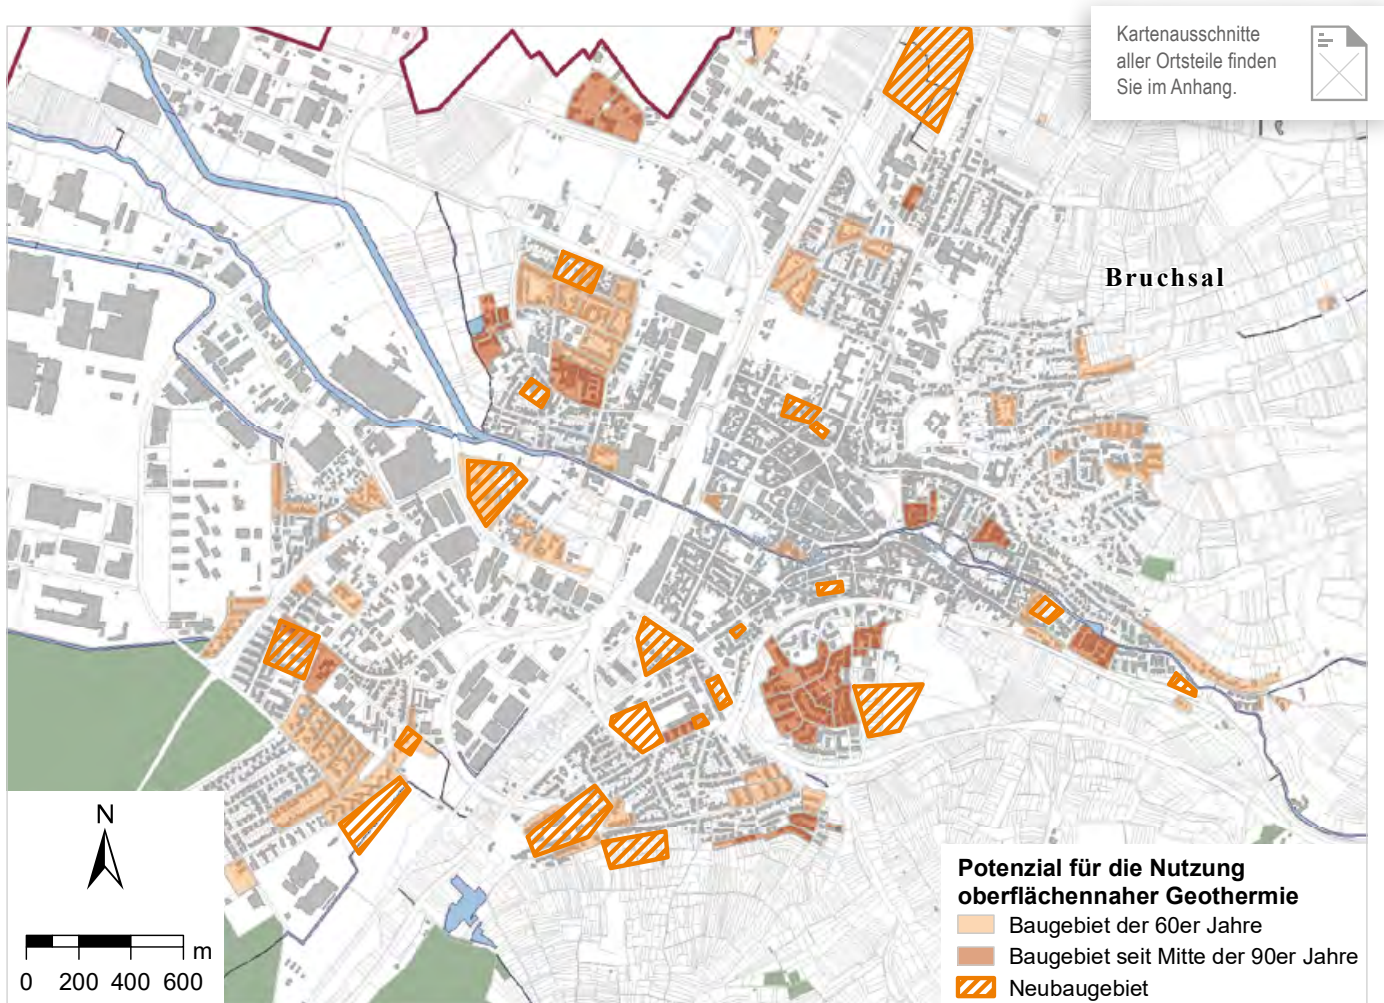 Kartenausschnitte
aller Ortsteile finden
Sie im Anhang.
Bruchsal
N
m
0 200 400 600
Potenzial für die Nutzung
oberflächennaher Geothermie
Baugebiet der 60er Jahre
Baugebiet seit Mitte der 90er Jahre
Neubaugebiet